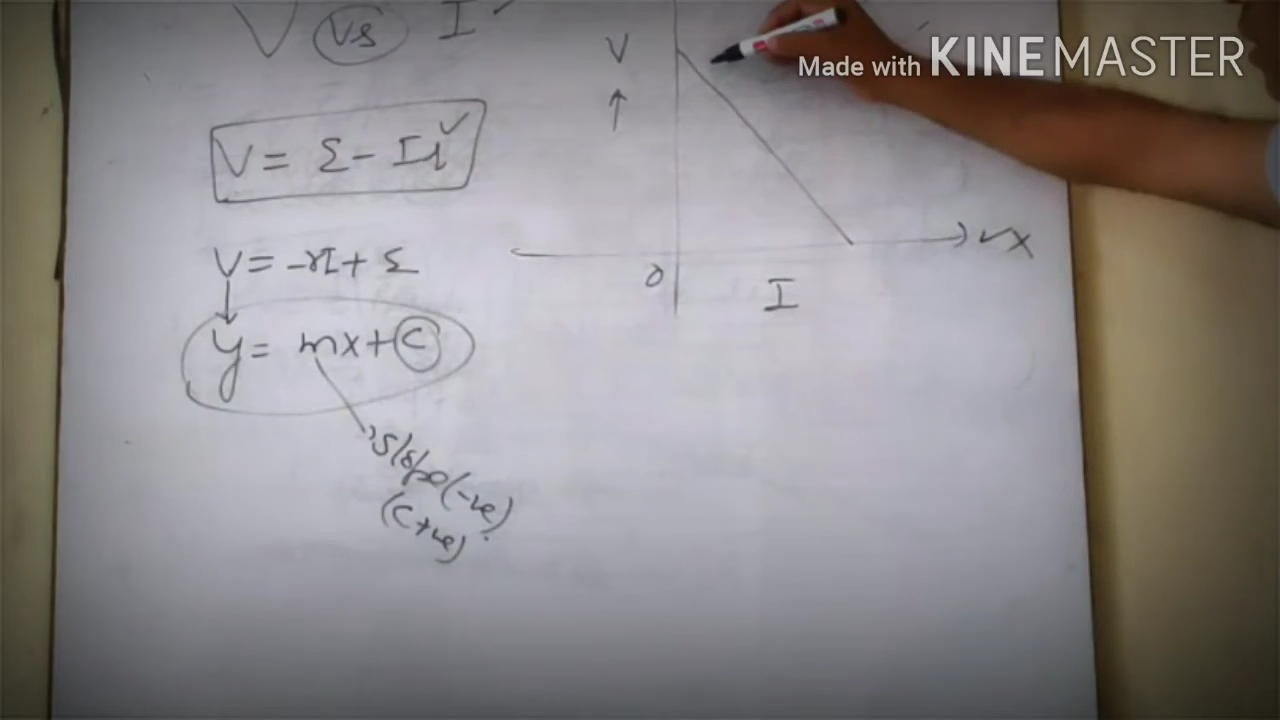 V vs I
V
Made with KINEMASTER
↑
V = Σ - Ir
V = -rI + Σ
x
0
I
y = mx + c
slope (-ve)
(c +ve)